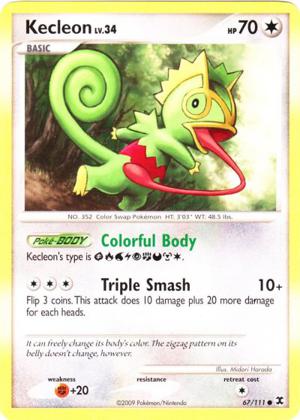 Kecleon LV.34 HP 70
BASIC
NO. 352 Color Swap Pokémon HT: 3'03" WT: 48.5 lbs.
Poké-BODY Colorful Body
Kecleon's type is
Triple Smash 10+
Flip 3 coins. This attack does 10 damage plus 20 more damage
for each heads.
It can freely change its body's color. The zigzag pattern on its
belly doesn't change, however.
weakness resistance retreat cost
+20
Illus. Midori Harada
©2009 Pokémon/Nintendo 67/111